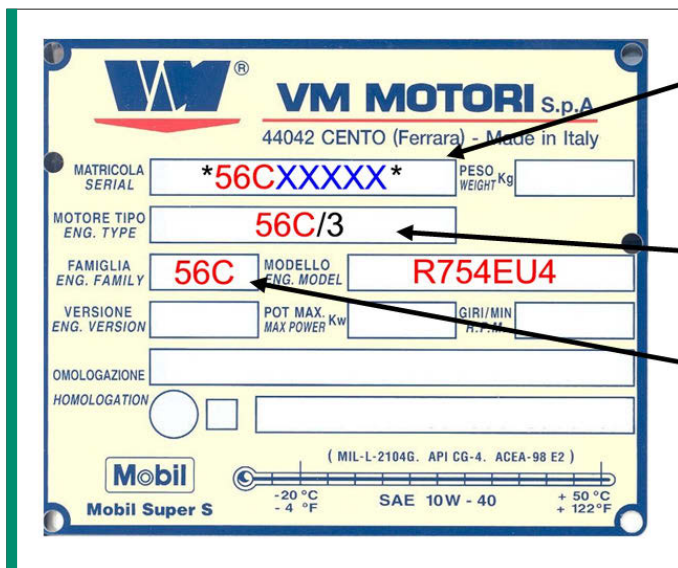 VM ®
VM MOTORI S.p.A
44042 CENTO (Ferrara) - Made in Italy
MATRICOLA *56CXXXXX* PESO
SERIAL WEIGHT Kg
MOTORE TIPO 56C/3
ENG. TYPE
FAMIGLIA 56C MODELLO R754EU4
ENG. FAMILY ENG. MODEL
VERSIONE POT MAX. GIRI/MIN
ENG. VERSION MAX POWER Kw R.P.M
OMOLOGAZIONE
HOMOLOGATION
( MIL-L-2104G. API CG-4. ACEA-98 E2 )
Mobil
Mobil Super S
-20 °C SAE 10W - 40 + 50 °C
- 4 °F + 122°F